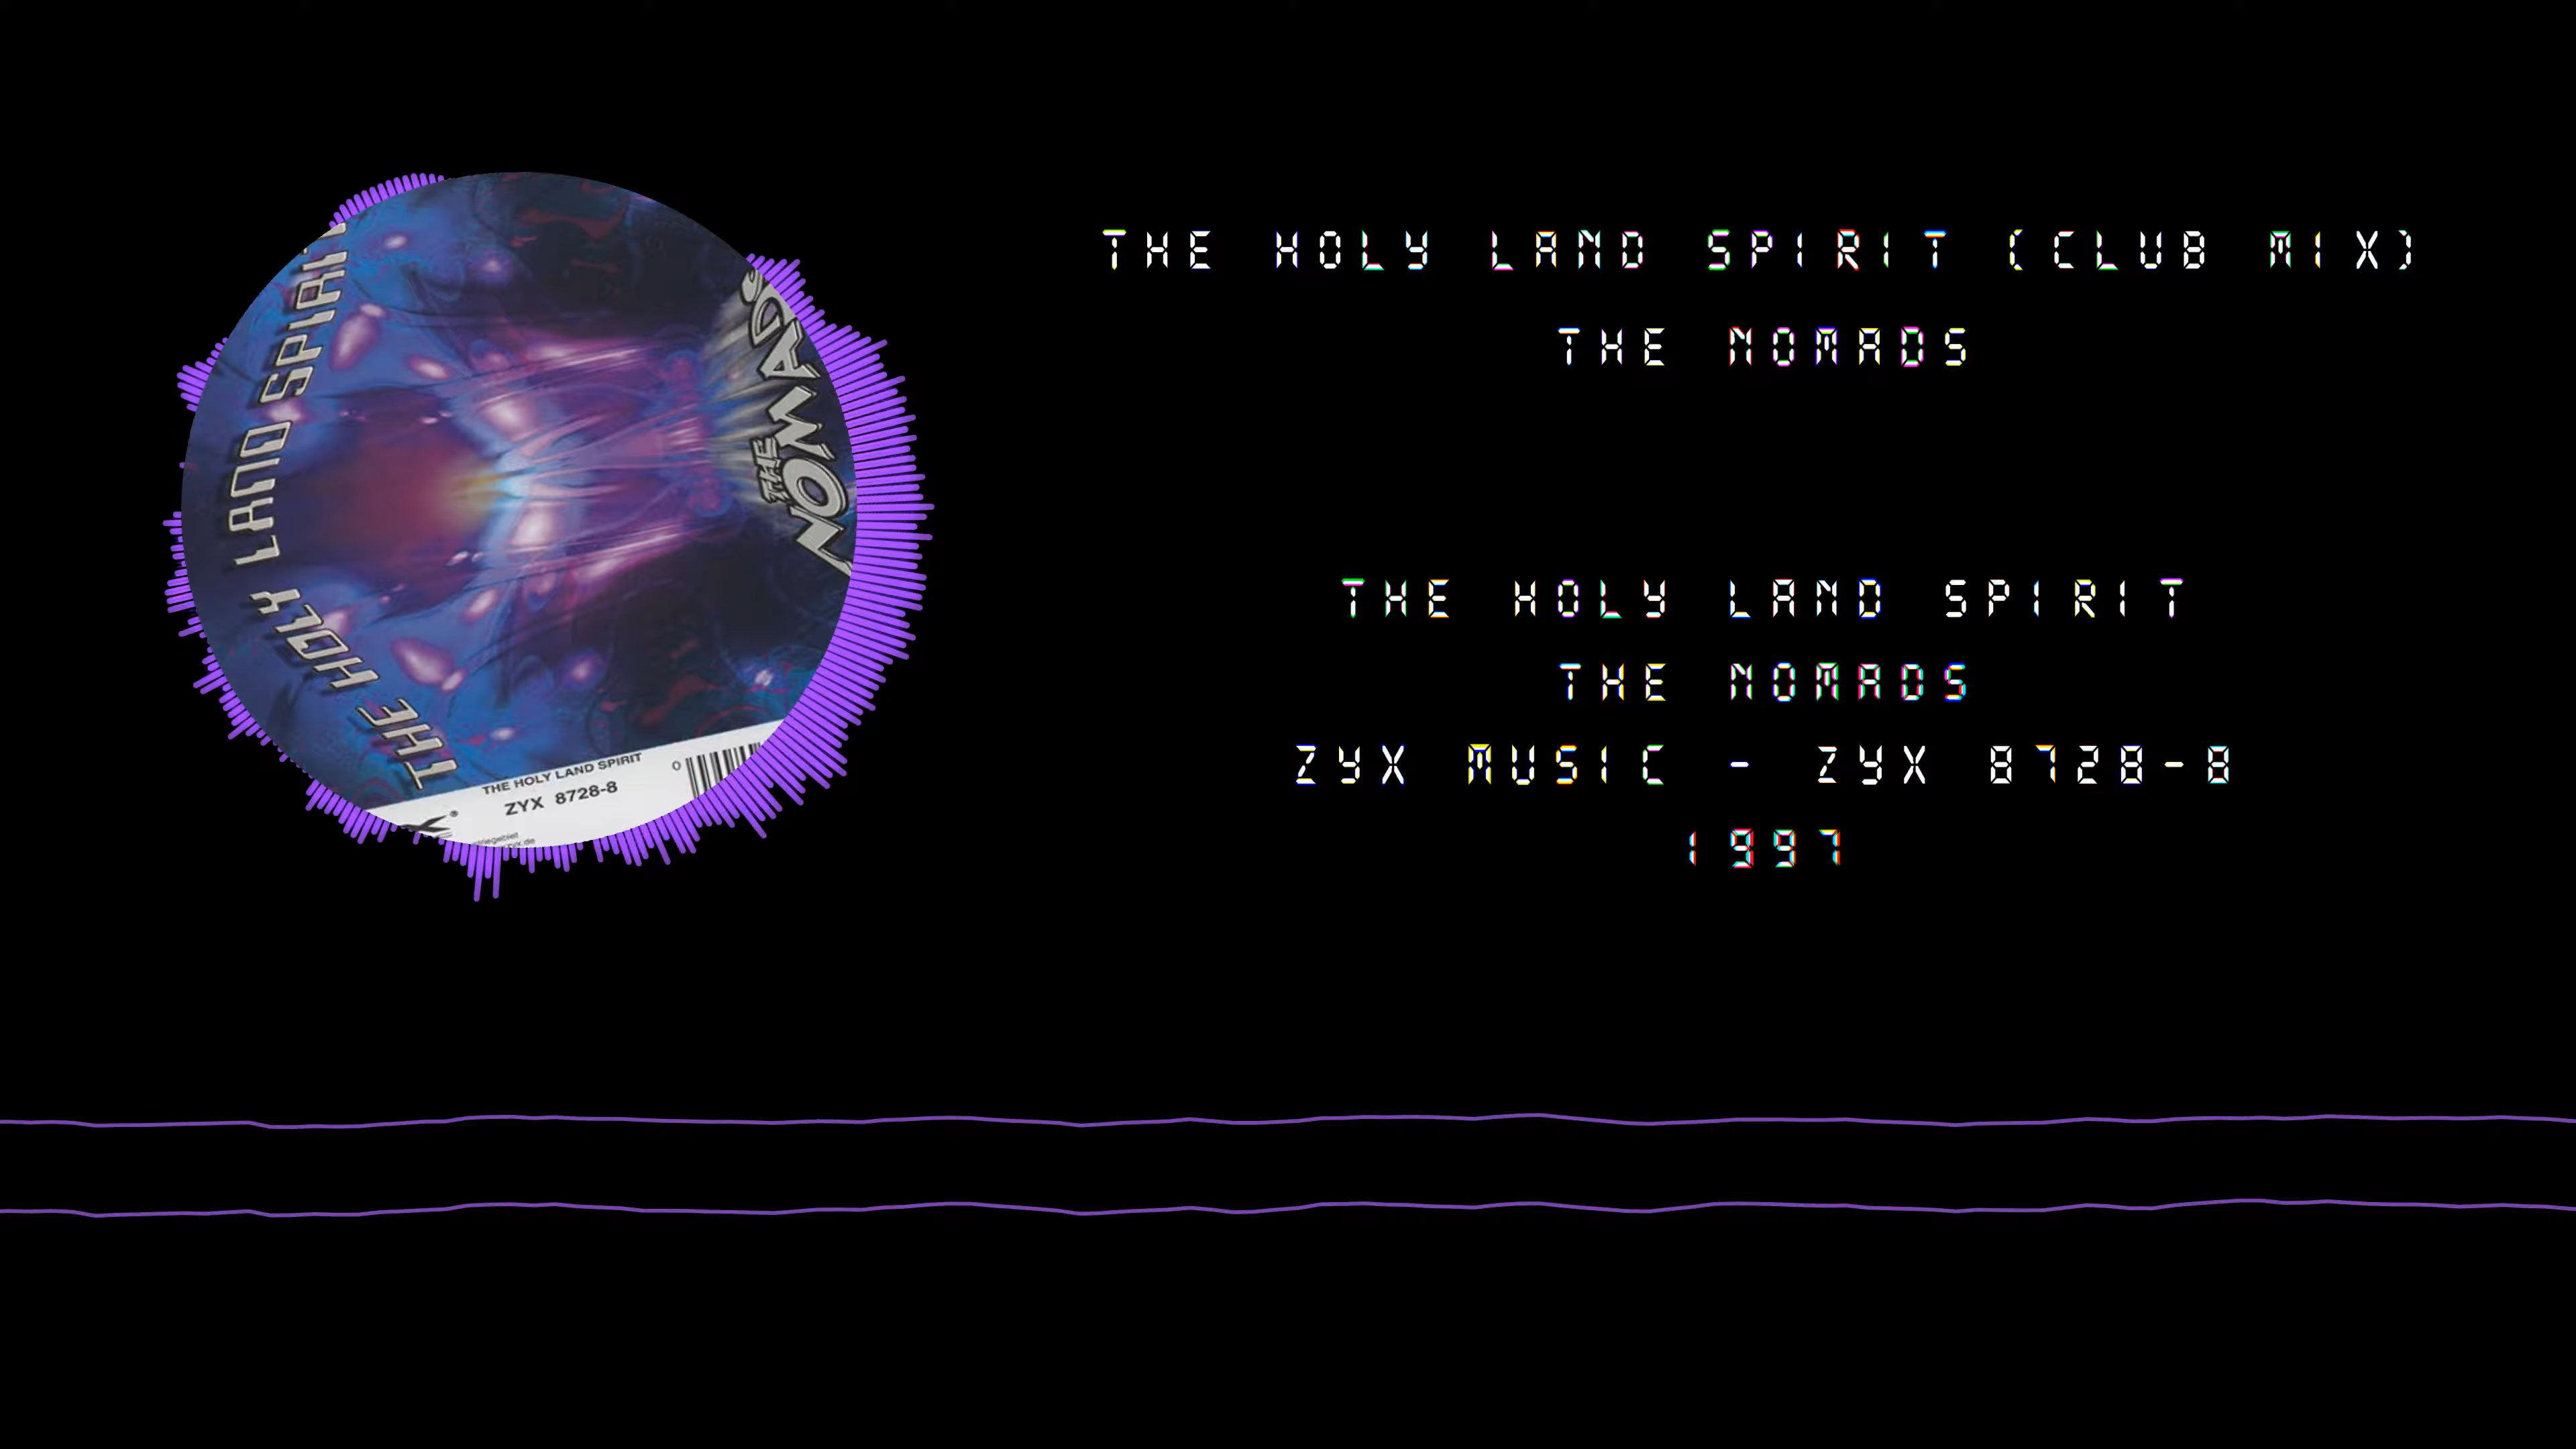 THE HOLY LAND SPIRIT (CLUB MIX)
THE NOMADS
THE HOLY LAND SPIRIT
THE NOMADS
ZYX MUSIC - ZYX 8728-8
1997
THE HOLY LAND SPIRIT
THE NOMADS
THE HOLY LAND SPIRIT
ZYX 8728-8
0